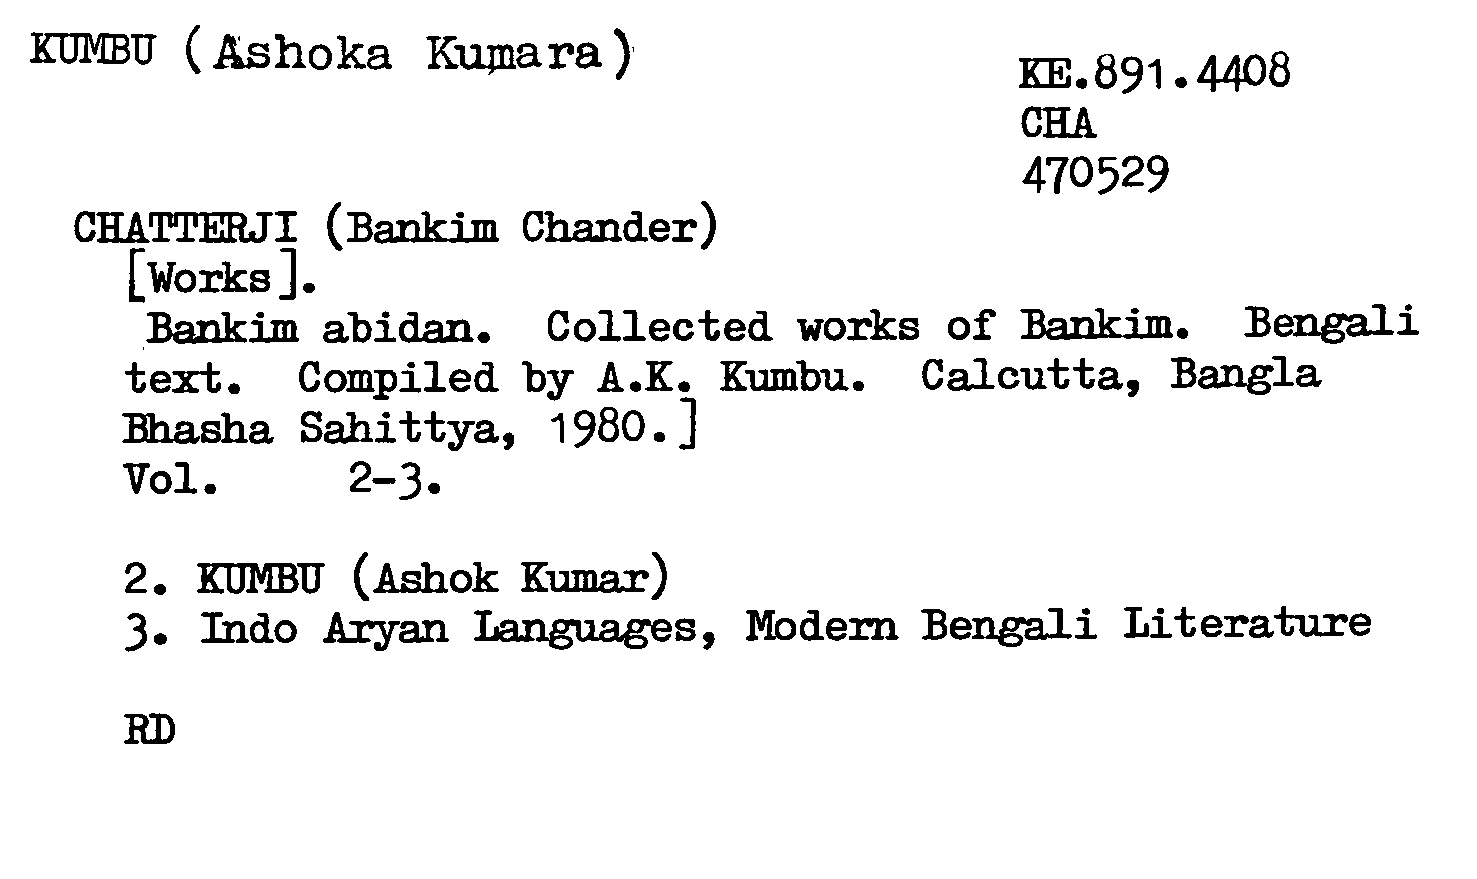 KUMBU (Ashoka Kumara)
KE.891.4408
CHA
470529
CHATTERJI (Bankim Chander)
[Works].
Bankim abidan. Collected works of Bankim. Bengali
text. Compiled by A.K. Kumbu. Calcutta, Bangla
Bhasha Sahittya, 1980.]
Vol. 2-3.
2. KUMBU (Ashok Kumar)
3. Indo Aryan Languages, Modern Bengali Literature
RD